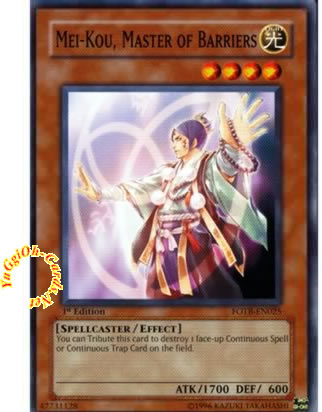 MEI-KOU, MASTER OF BARRIERS
光
1st Edition
FOTB-EN025
[SPELLCASTER / EFFECT]
You can Tribute this card to destroy 1 face-up Continuous Spell
or Continuous Trap Card on the field.
ATK/1700 DEF/ 600
©1996 KAZUKI TAKAHASHI